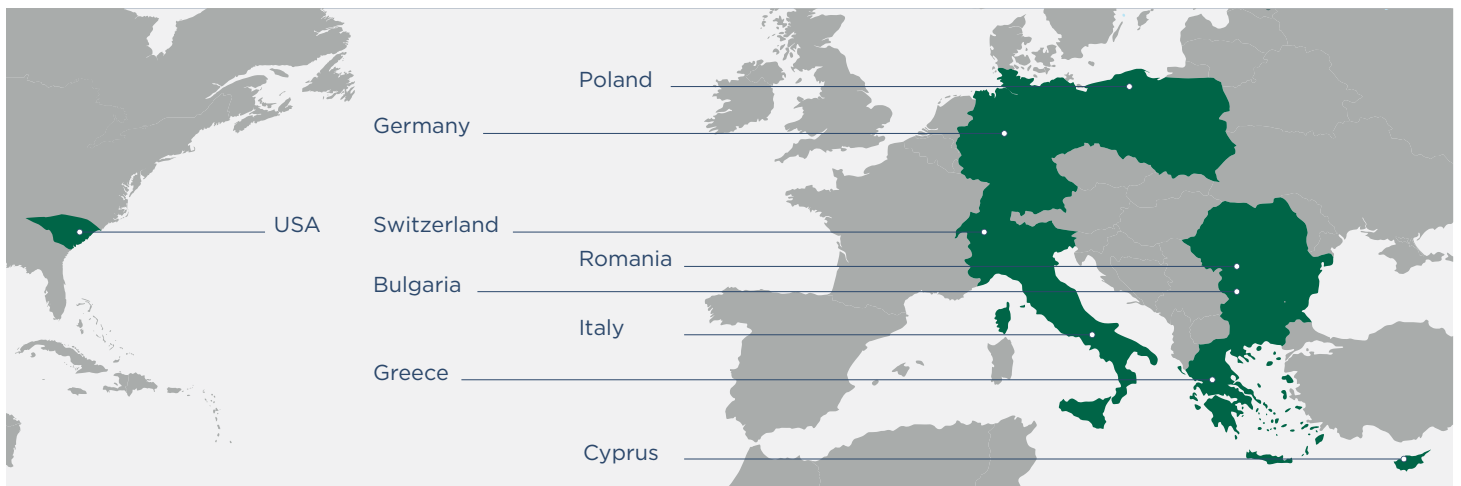 Poland
Germany
USA
Switzerland
Romania
Bulgaria
Italy
Greece
Cyprus